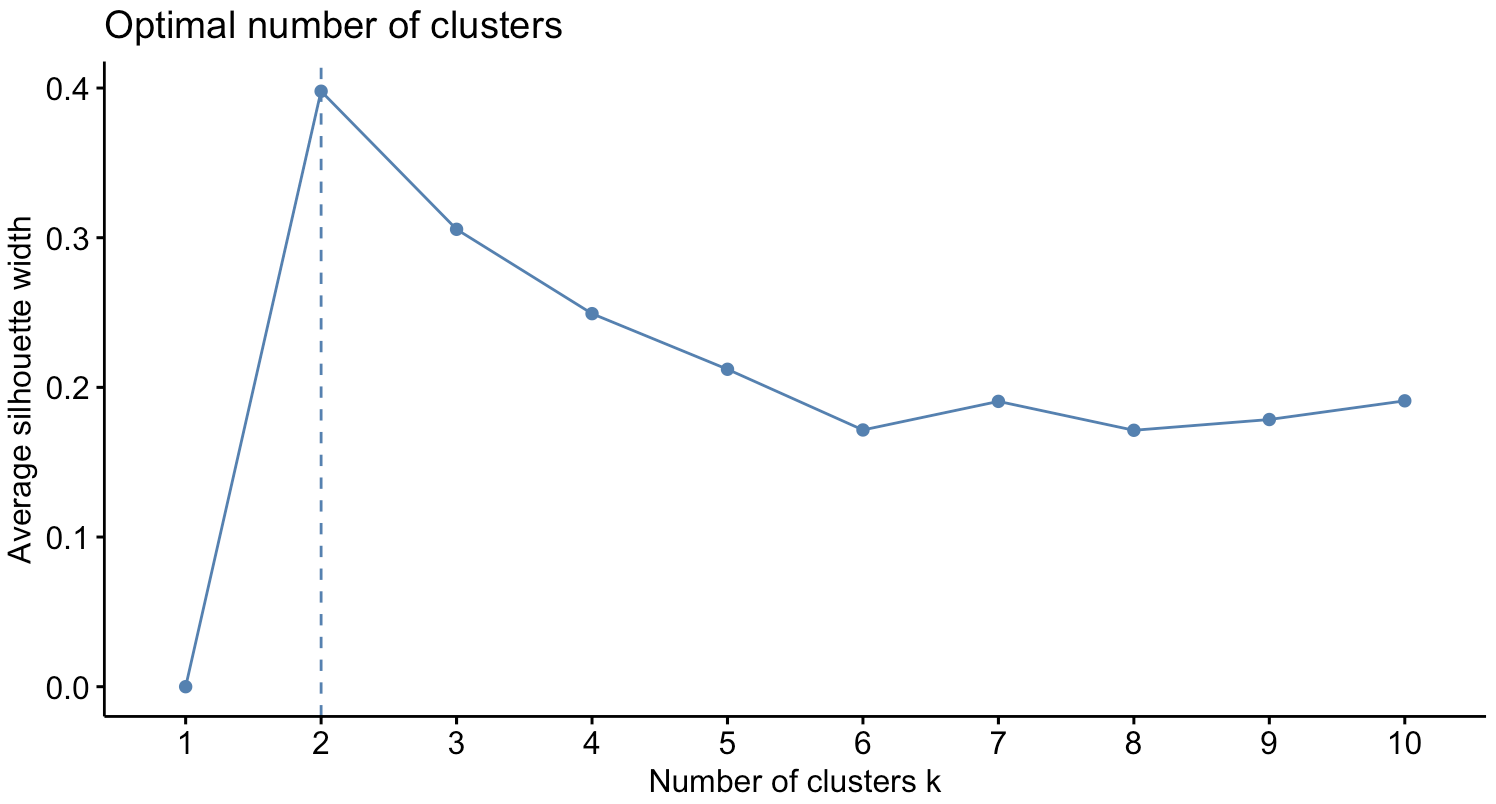 Optimal number of clusters
Average silhouette width
0.4
0.3
0.2
0.1
0.0
1 2 3 4 5 6 7 8 9 10
Number of clusters k